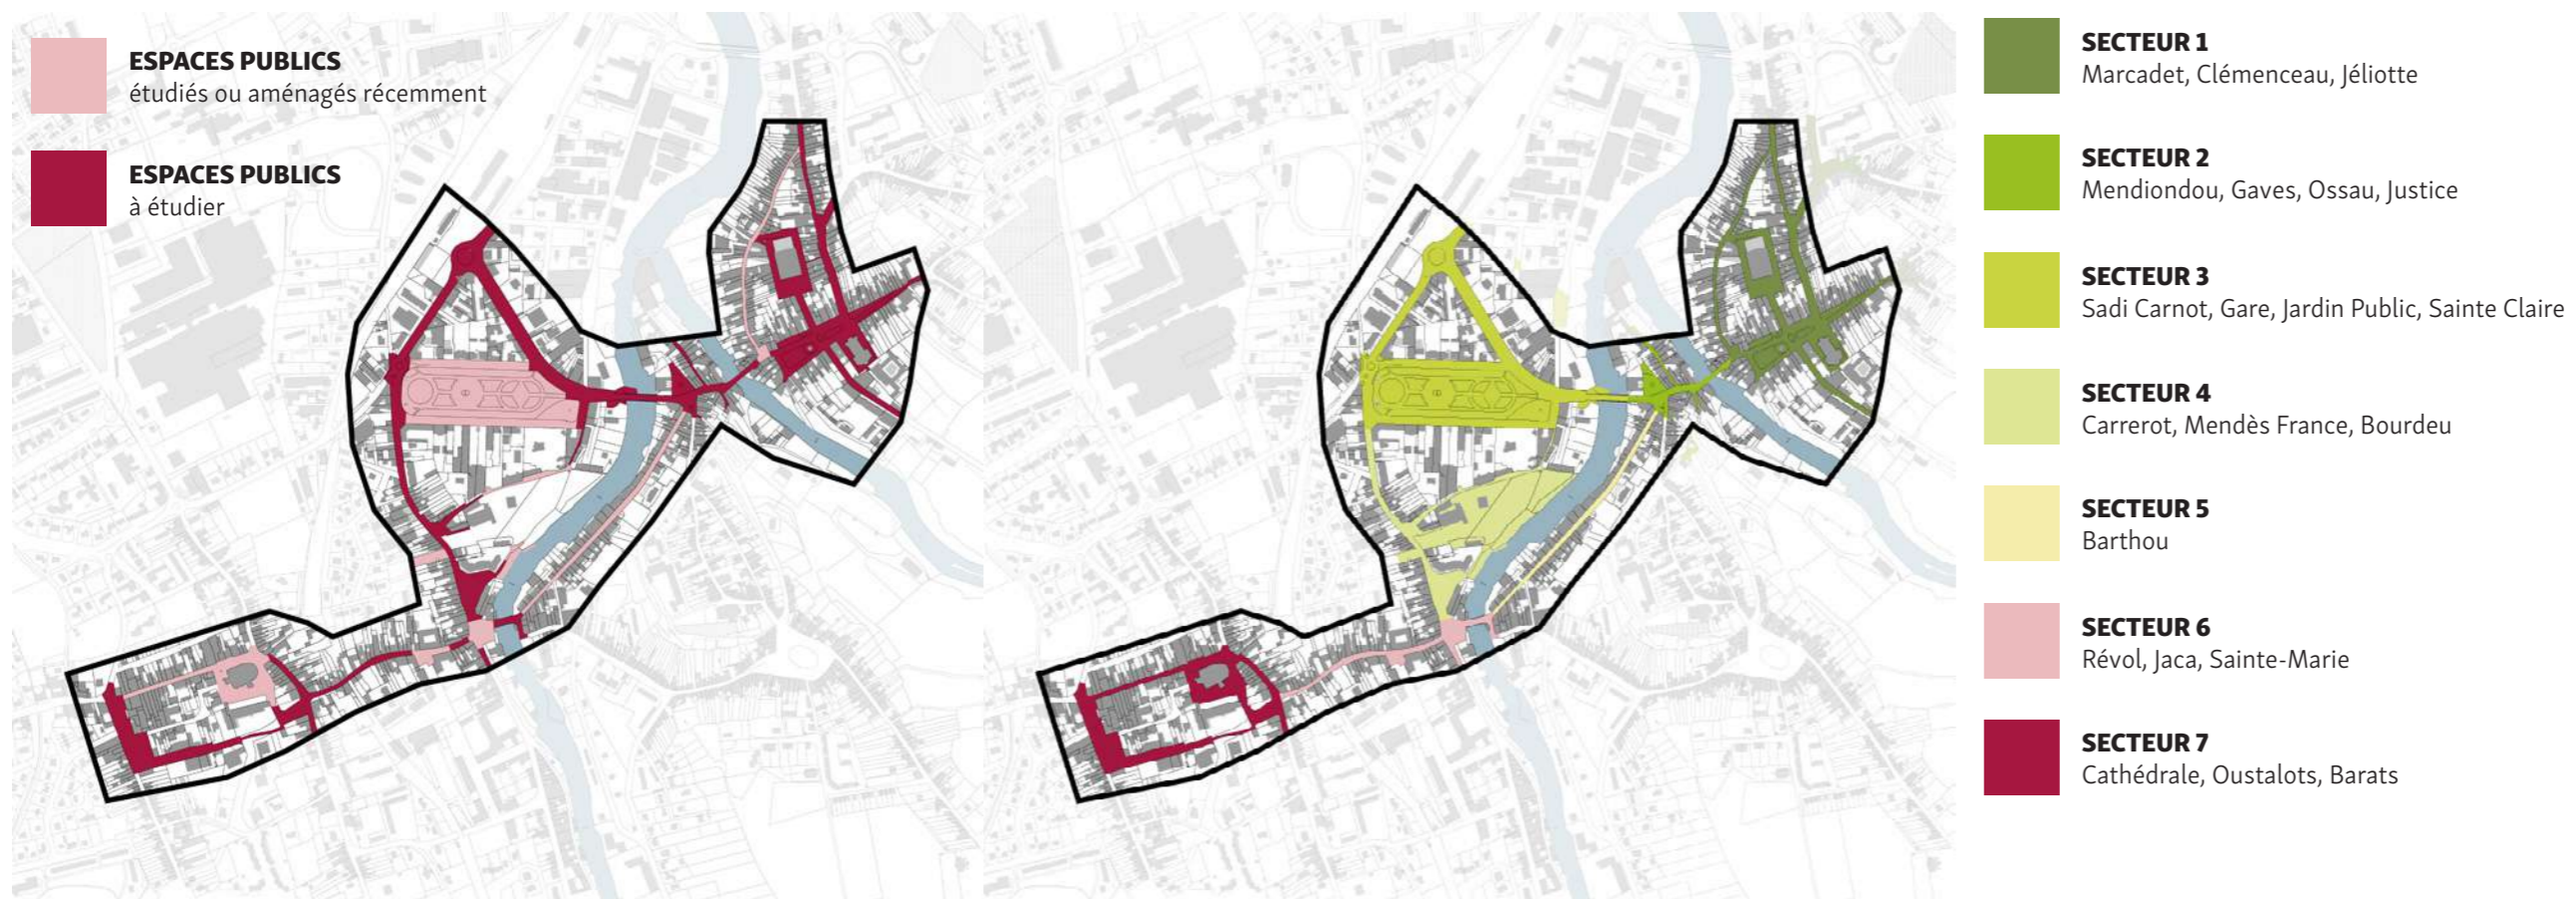 ESPACES PUBLICS
étudiés ou aménagés récemment
ESPACES PUBLICS
à étudier
SECTEUR 1
Marcadet, Clémenceau, Jéliotte
SECTEUR 2
Mendiondou, Gaves, Ossau, Justice
SECTEUR 3
Sadi Carnot, Gare, Jardin Public, Sainte Claire
SECTEUR 4
Carrerot, Mendès France, Bourdeu
SECTEUR 5
Barthou
SECTEUR 6
Révol, Jaca, Sainte-Marie
SECTEUR 7
Cathédrale, Oustalots, Barats